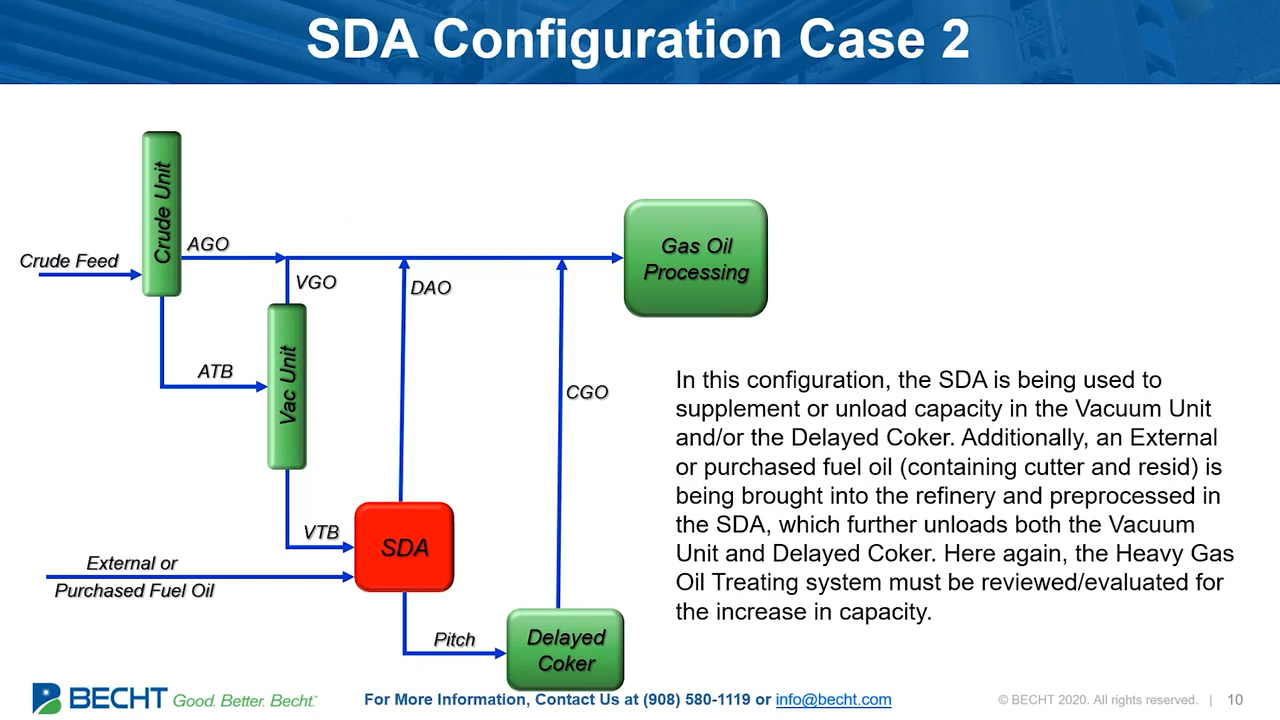 SDA Configuration Case 2
Crude Unit
AGO
Crude Feed
VGO
DAO
Gas Oil
Processing
ATB
Vac Unit
CGO
VTB
SDA
External or
Purchased Fuel Oil
Pitch
Delayed
Coker
In this configuration, the SDA is being used to
supplement or unload capacity in the Vacuum Unit
and/or the Delayed Coker. Additionally, an External
or purchased fuel oil (containing cutter and resid) is
being brought into the refinery and preprocessed in
the SDA, which further unloads both the Vacuum
Unit and Delayed Coker. Here again, the Heavy Gas
Oil Treating system must be reviewed/evaluated for
the increase in capacity.
BECHT Good. Better. Becht.™
For More Information, Contact Us at (908) 580-1119 or info@becht.com
© BECHT 2020. All rights reserved. | 10